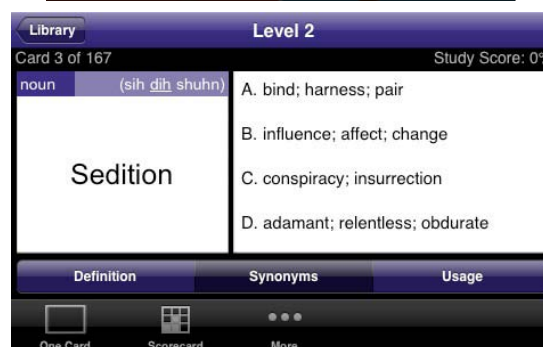 Library
Level 2
Card 3 of 167
Study Score: 0%
noun
(sih dih shuhn)
Sedition
A. bind; harness; pair
B. influence; affect; change
C. conspiracy; insurrection
D. adamant; relentless; obdurate
Definition
Synonyms
Usage
One Card
Scorecard
More